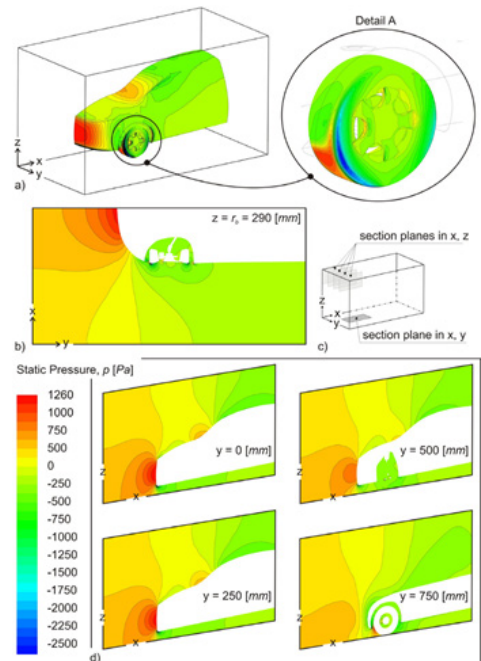 Detail A
z
x
y
a)
z = r₀ = 290 [mm]
x
y
b)
section planes in x, z
z
x
y
section plane in x, y
c)
Static Pressure, p [Pa]
1260
1000
750
500
250
0
-250
-500
-750
-1000
-1250
-1500
-1750
-2000
-2250
-2500
y = 0 [mm]
z
x
y = 500 [mm]
z
x
y = 250 [mm]
z
x
y = 750 [mm]
z
x
d)